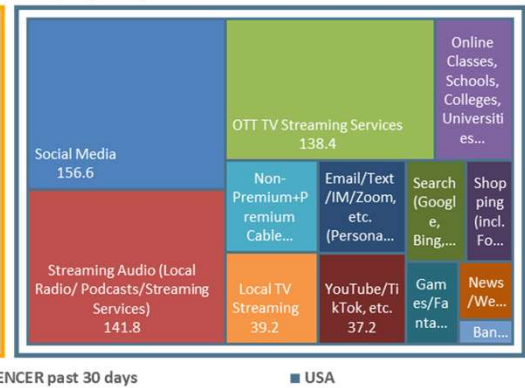 Social Media
156.6
Streaming Audio (Local
Radio/ Podcasts/Streaming
Services)
141.8
OTT TV Streaming Services
138.4
Online
Classes,
Schools,
Colleges,
Universiti
es...
Non-
Premium+P
remium
Cable...
Email/Text
/IM/Zoom,
etc.
(Persona...
Search
(Googl
e,
Bing,...
Shop
ping
(incl.
Fo...
Local TV
Streaming
39.2
YouTube/Ti
kTok, etc.
37.2
Gam
es/Fa
nta...
News
/We...
Ban...
ENCER past 30 days
USA